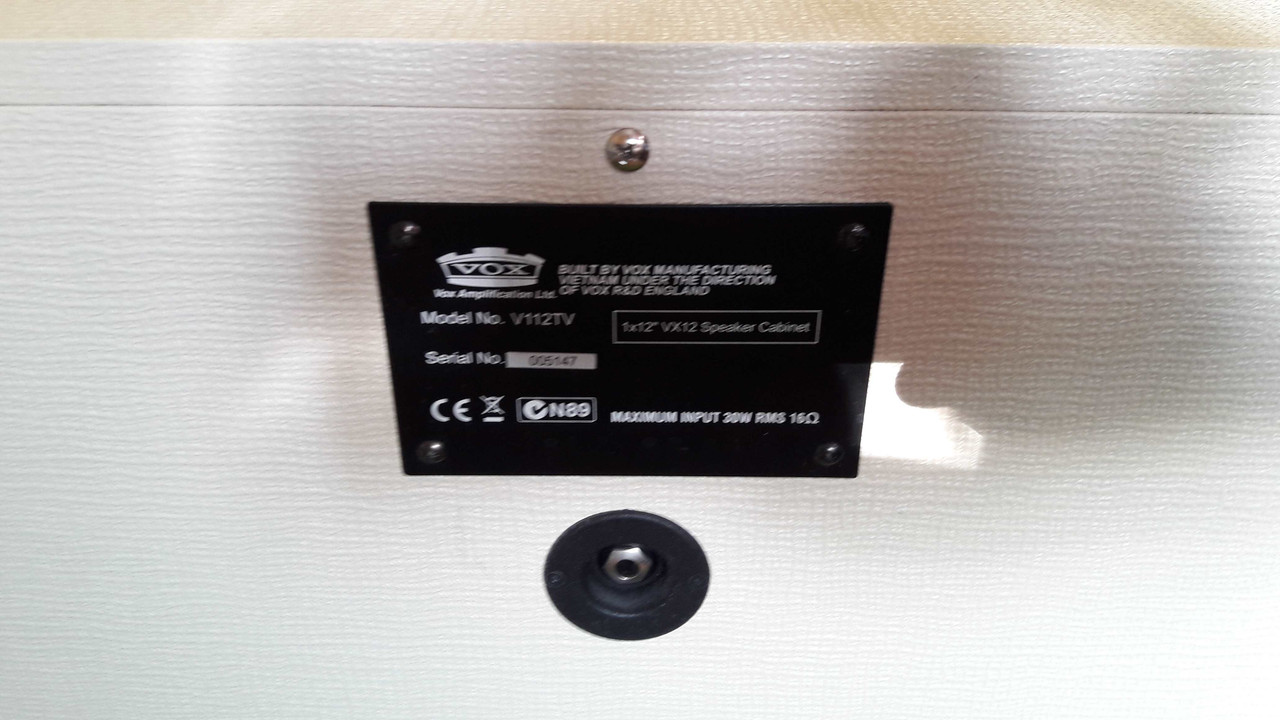 VOX
Vox Amplification Ltd.
BUILT BY VOX MANUFACTURING
VIETNAM UNDER THE DIRECTION
OF VOX R&D ENGLAND
Model No. V112TV
1x12" VX12 Speaker Cabinet
Serial No. 005147
CE
N89
MAXIMUM INPUT 30W RMS 16Ω